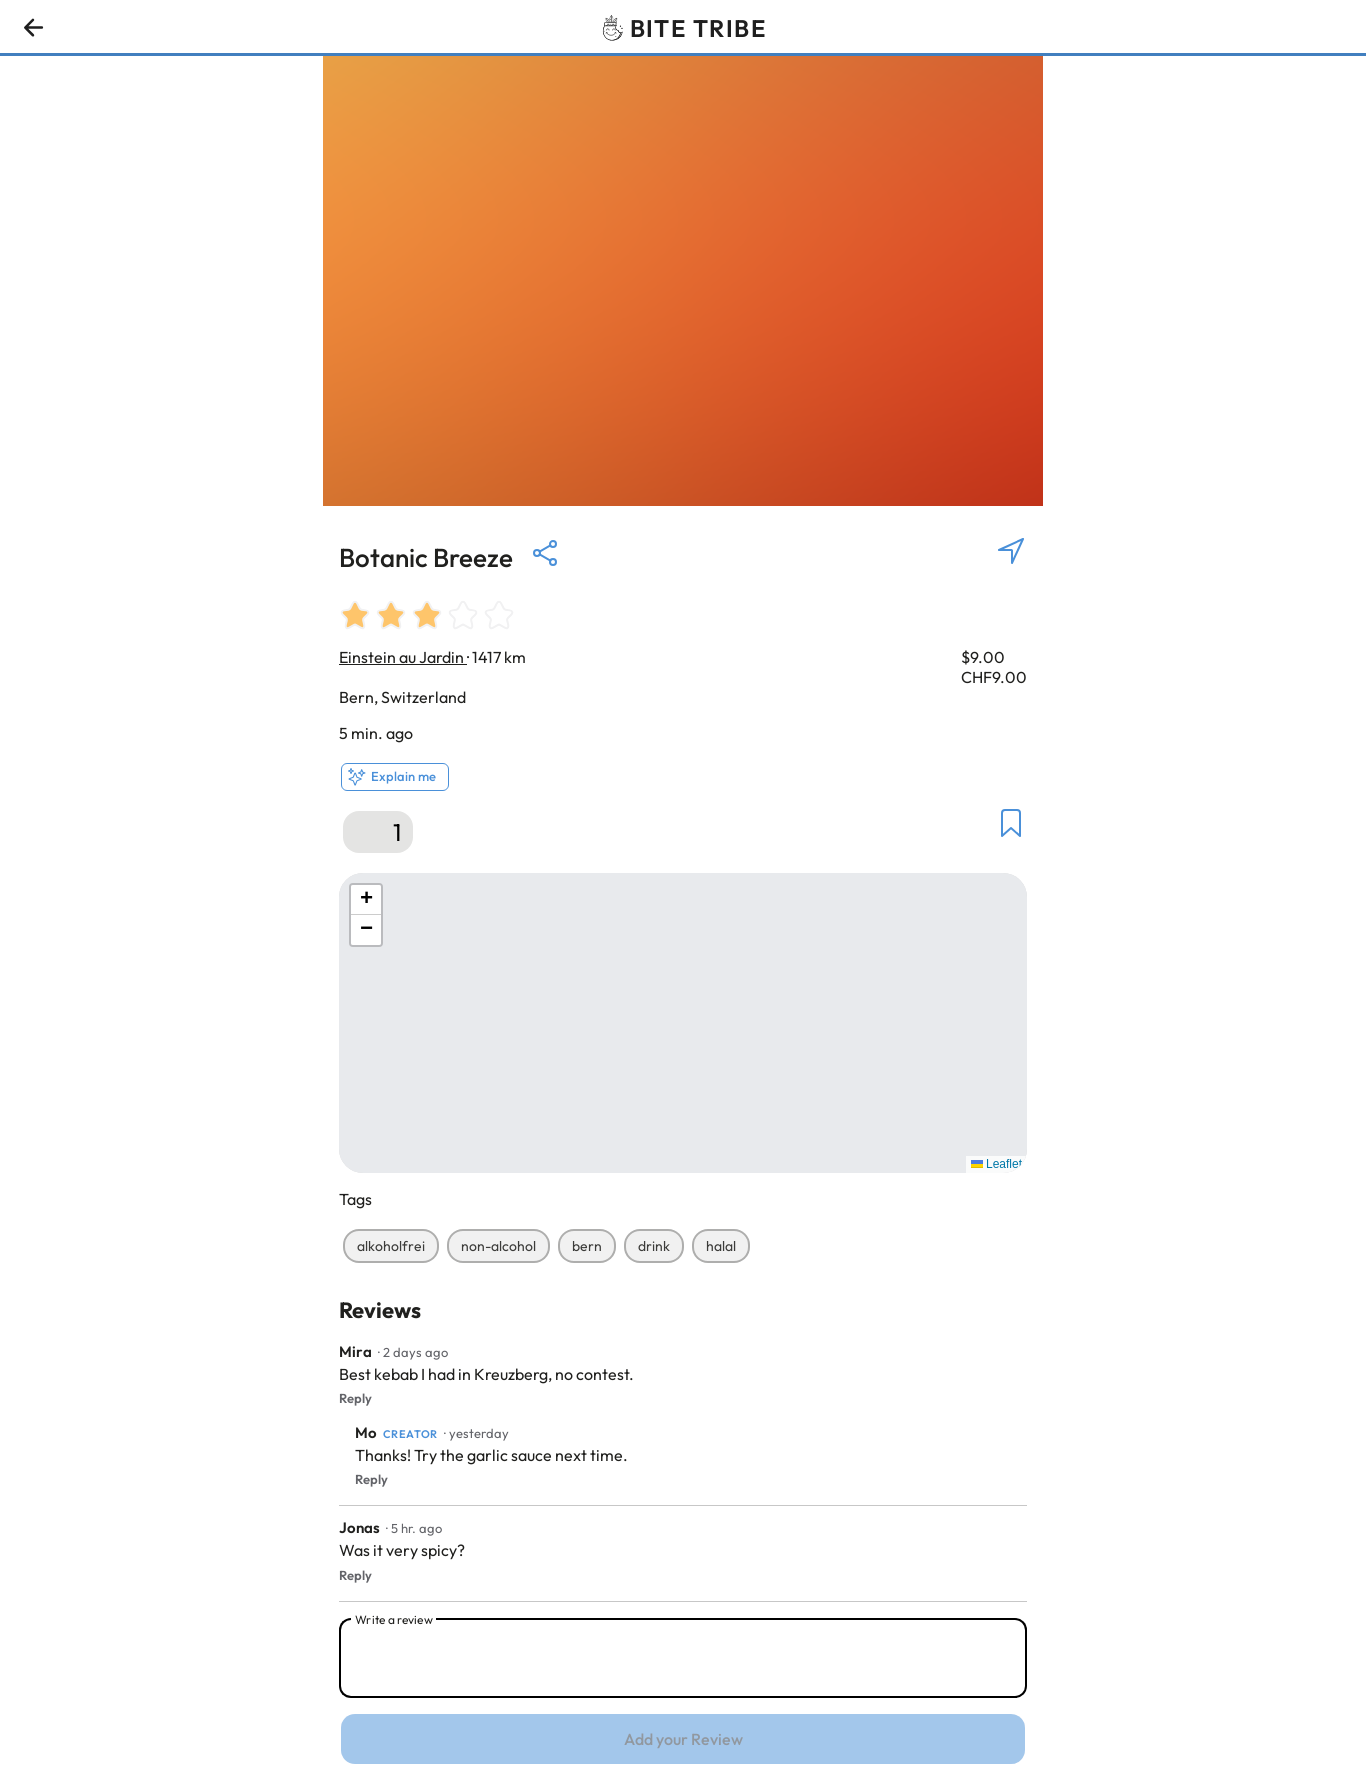 BITE TRIBE
Botanic Breeze
Einstein au Jardin · 1417 km
$9.00
CHF9.00
Bern, Switzerland
5 min. ago
Explain me
1
+
−
Leaflet
Tags
alkoholfrei non-alcohol bern drink halal
Reviews
Mira · 2 days ago
Best kebab I had in Kreuzberg, no contest.
Reply
Mo CREATOR · yesterday
Thanks! Try the garlic sauce next time.
Reply
Jonas · 5 hr. ago
Was it very spicy?
Reply
Write a review
Add your Review